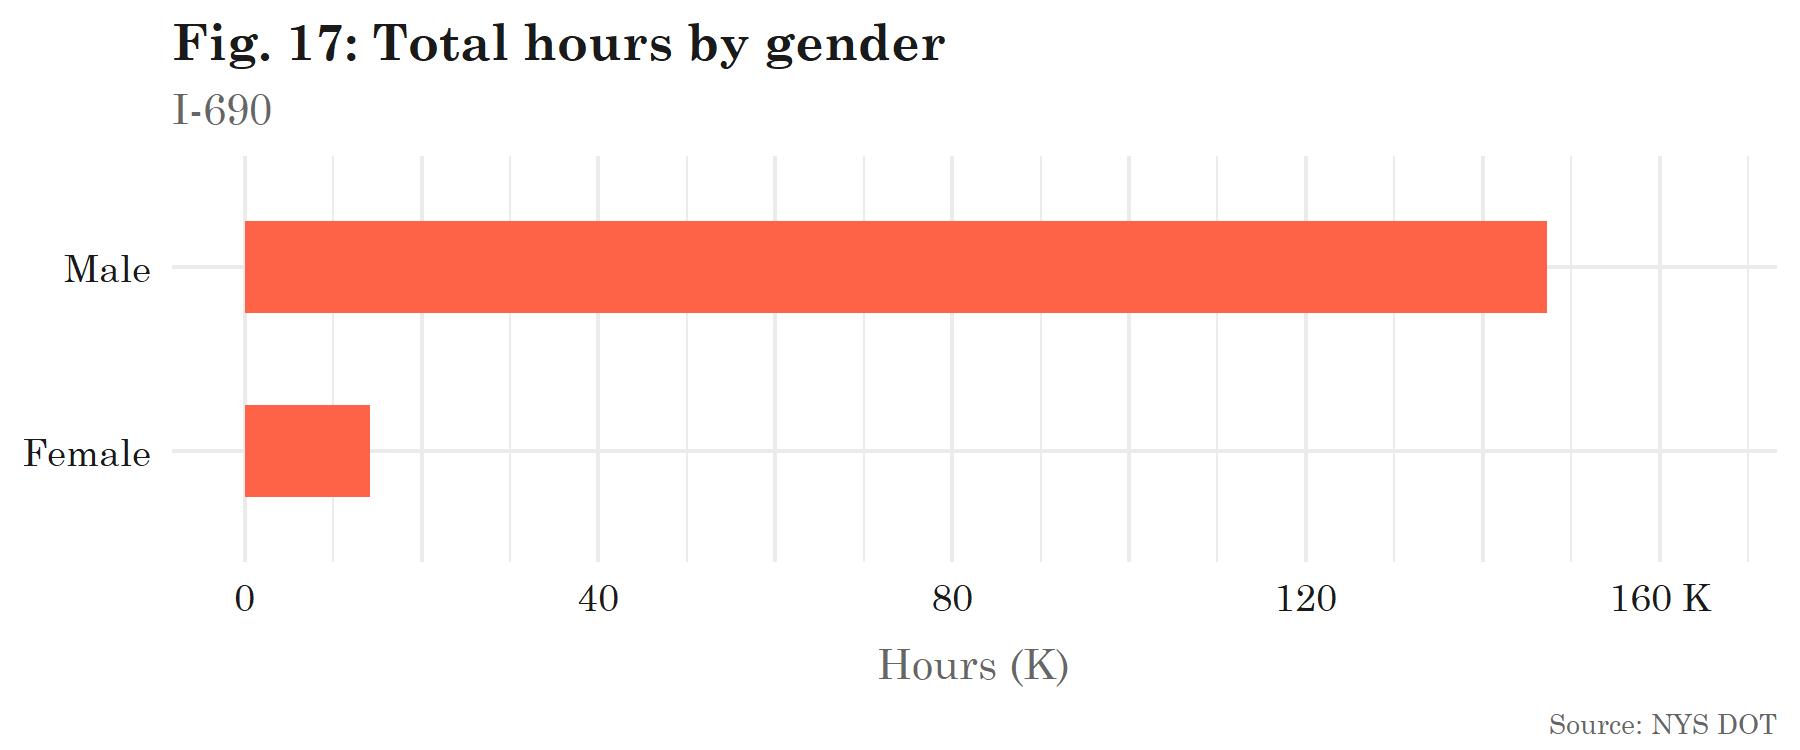 Fig. 17: Total hours by gender
I-690
Male
Female
0 40 80 120 160 K
Hours (K)
Source: NYS DOT